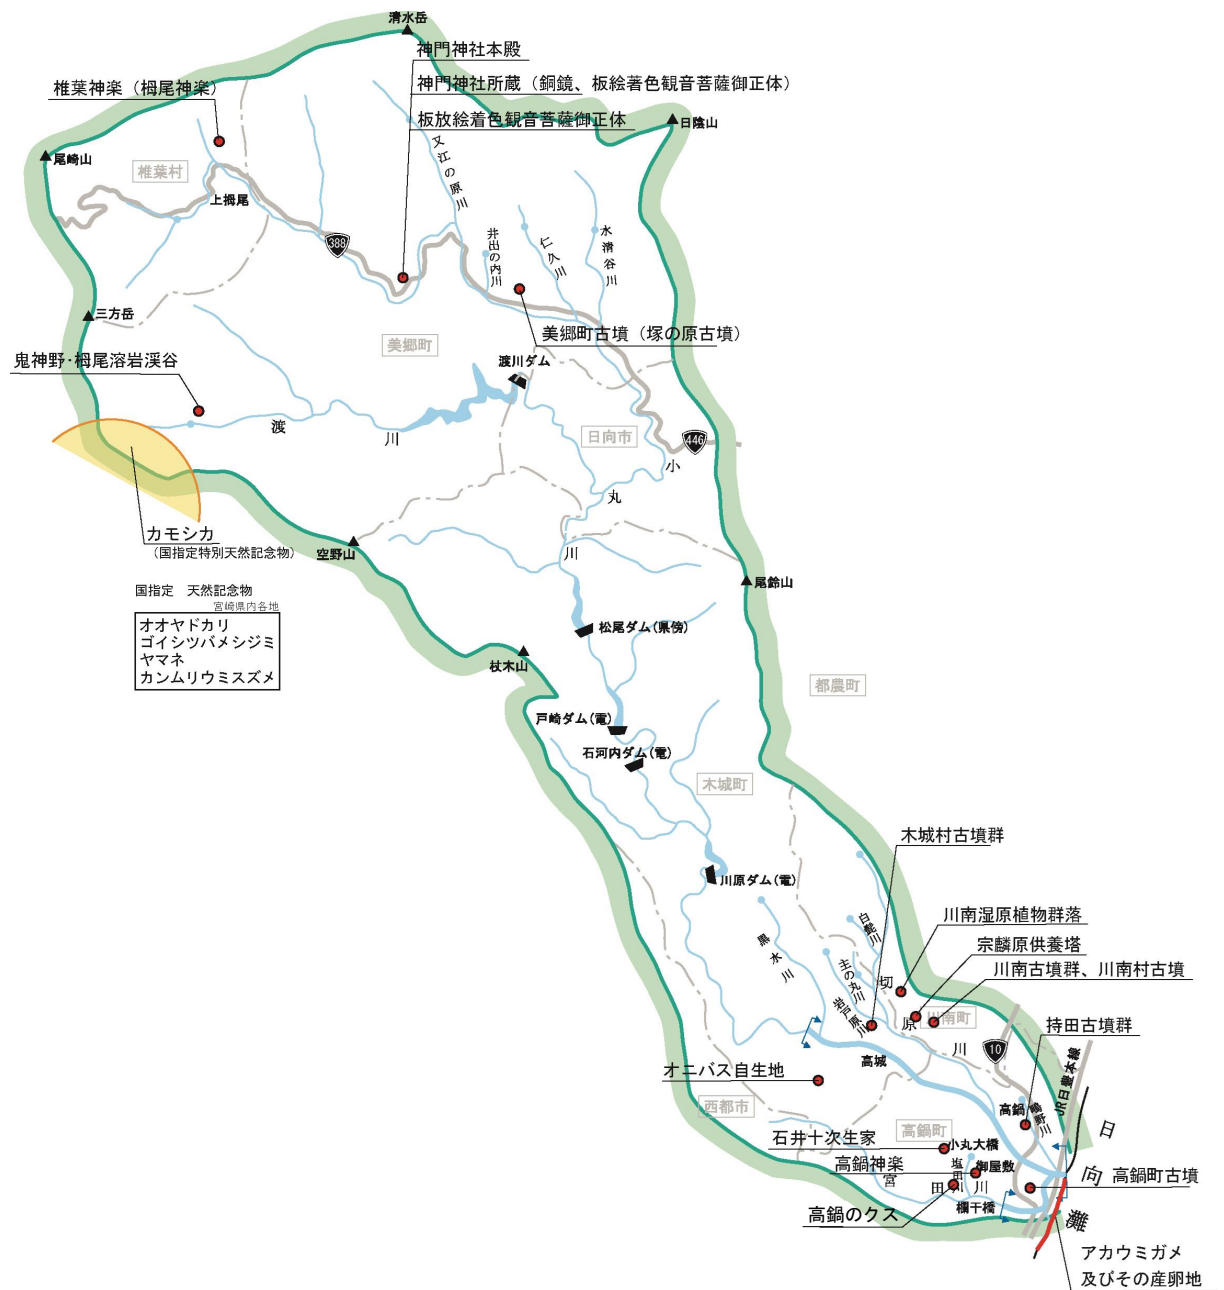 清水岳
神門神社本殿
神門神社所蔵（銅鏡、板絵著色観音菩薩御正体）
板放絵着色観音菩薩御正体
椎葉神楽（栂尾神楽）
日陰山
尾崎山
椎葉村
上栂尾
又江の原川
388
井出の内川
仁久川
水清谷川
三方岳
美郷町古墳（塚の原古墳）
美郷町
渡川ダム
鬼神野･栂尾溶岩渓谷
渡川
日向市
446
小丸川
カモシカ
（国指定特別天然記念物）
空野山
尾鈴山
国指定　天然記念物
宮崎県内各地
オオヤドカリ
ゴイシツバメシジミ
ヤマネ
カンムリウミスズメ
松尾ダム(県傍)
杖木山
都農町
戸崎ダム(電)
石河内ダム(電)
木城町
木城村古墳群
川原ダム(電)
川南湿原植物群落
白髭川
宗麟原供養塔
黒水川
川南古墳群、川南村古墳
主の丸川
切原川
岩戸原川
川南町
持田古墳群
10
高城
JR日豊本線
オニバス自生地
西都市
高鍋
高鍋町
日向灘
石井十次生家
小丸大橋
高鍋神楽
塩田川
御屋敷
宮田川
高鍋町古墳
欄干橋
高鍋のクス
アカウミガメ
及びその産卵地